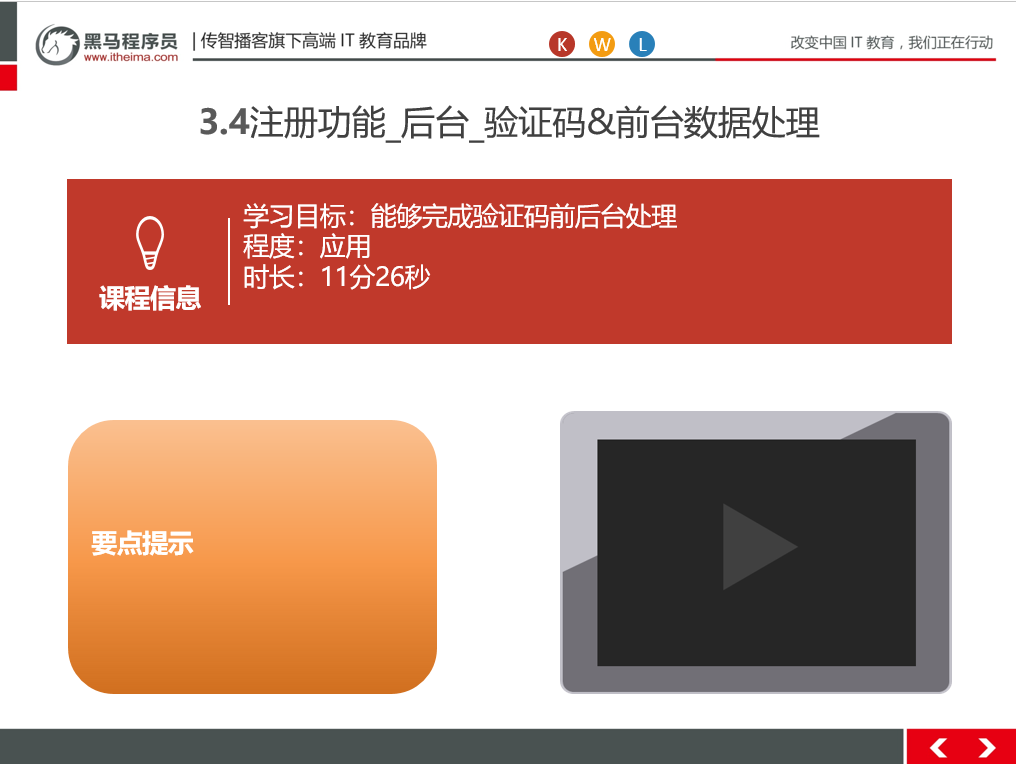 黑马程序员
www.itheima.com
传智播客旗下高端 IT 教育品牌
K W L
改变中国 IT 教育，我们正在行动
3.4注册功能_后台_验证码&前台数据处理
课程信息
学习目标：能够完成验证码前后台处理
程度：应用
时长：11分26秒
要点提示